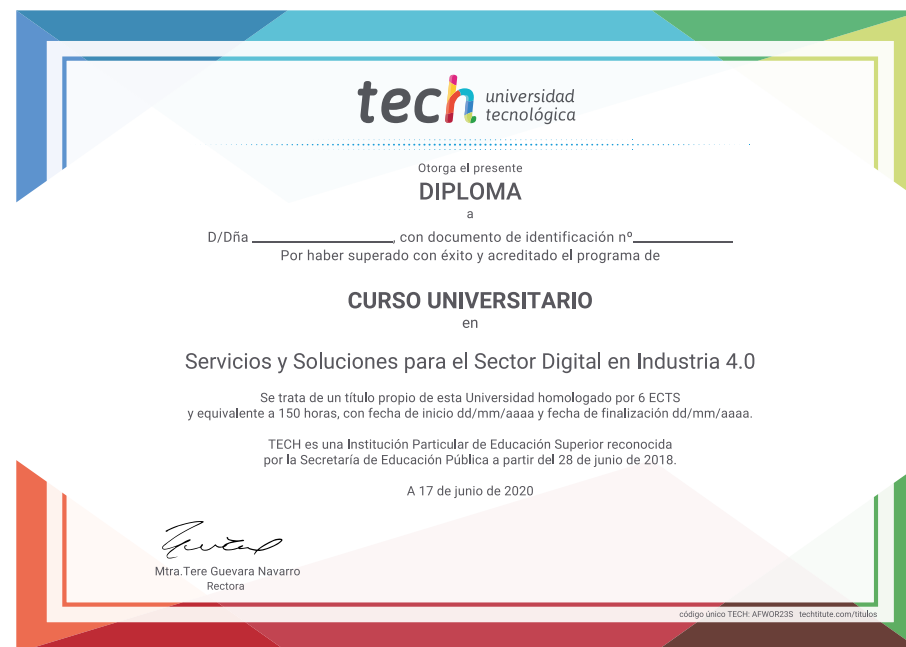 tech universidad
tecnológica
Otorga el presente
DIPLOMA
a
D/Dña ____________________, con documento de identificación nº______________
Por haber superado con éxito y acreditado el programa de
CURSO UNIVERSITARIO
en
Servicios y Soluciones para el Sector Digital en Industria 4.0
Se trata de un título propio de esta Universidad homologado por 6 ECTS
y equivalente a 150 horas, con fecha de inicio dd/mm/aaaa y fecha de finalización dd/mm/aaaa.
TECH es una Institución Particular de Educación Superior reconocida
por la Secretaría de Educación Pública a partir del 28 de junio de 2018.
A 17 de junio de 2020
Mtra.Tere Guevara Navarro
Rectora
código único TECH: AFWOR23S techtitute.com/titulos